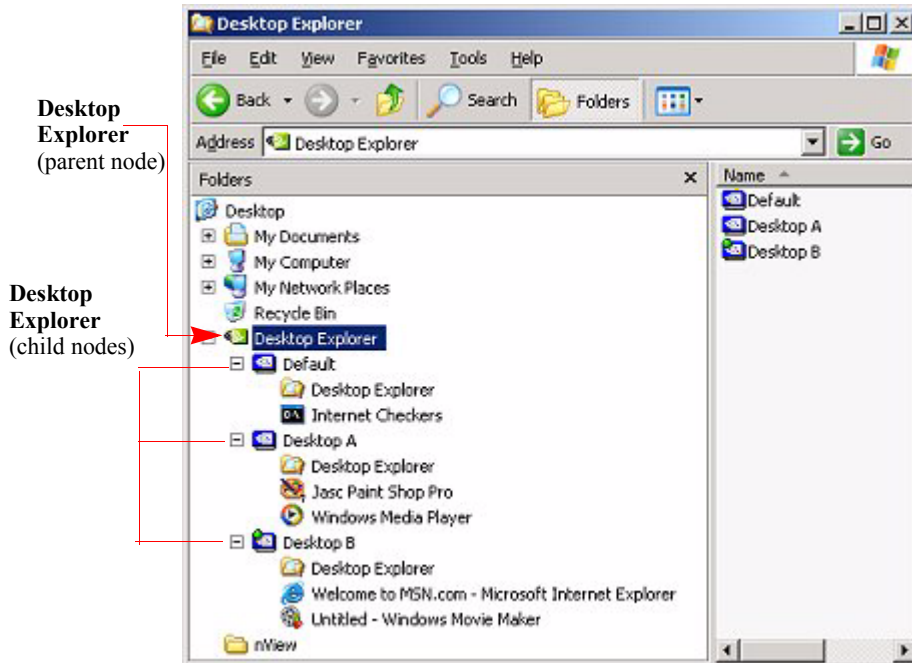 Desktop Explorer
File Edit View Favorites Tools Help
Back Search Folders
Address Desktop Explorer Go
Desktop
Explorer
(parent node)
Folders
Desktop
My Documents
My Computer
My Network Places
Recycle Bin
Desktop Explorer
Desktop
Explorer
(child nodes)
Default
Desktop Explorer
Internet Checkers
Desktop A
Desktop Explorer
Jasc Paint Shop Pro
Windows Media Player
Desktop B
Desktop Explorer
Welcome to MSN.com - Microsoft Internet Explorer
Untitled - Windows Movie Maker
nView
Name
Default
Desktop A
Desktop B